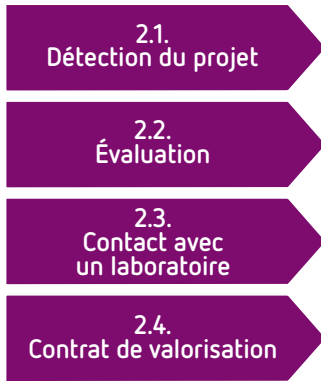 2.1.
Détection du projet
2.2.
Évaluation
2.3.
Contact avec
un laboratoire
2.4.
Contrat de valorisation